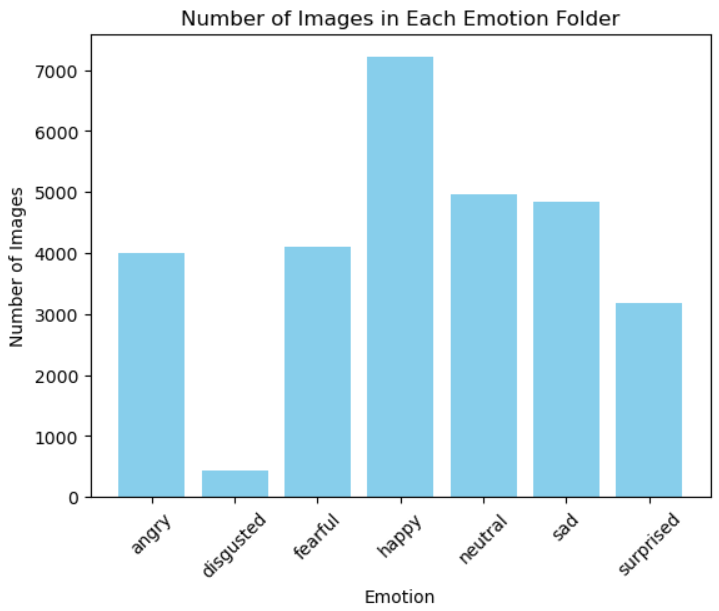 Number of Images in Each Emotion Folder
Number of Images
7000
6000
5000
4000
3000
2000
1000
0
angry
disgusted
fearful
happy
neutral
sad
surprised
Emotion